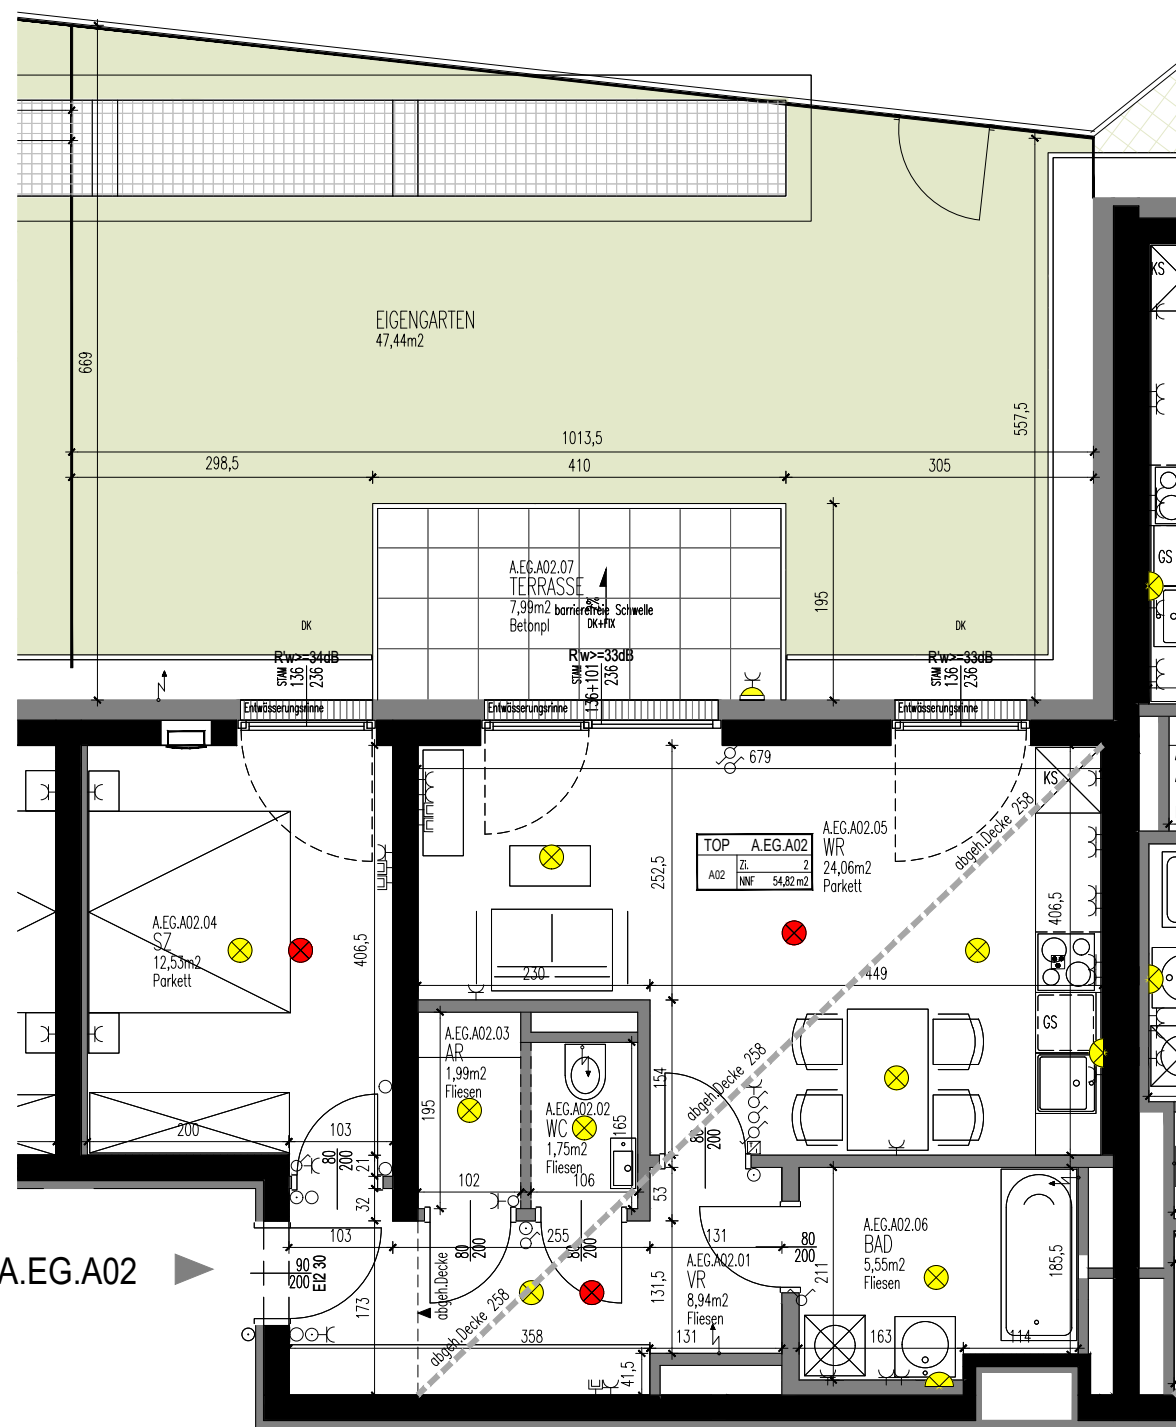 EIGENGARTEN
47,44m2
669
557,5
1013,5
298,5
410
305
195
A.EG.A02.07
TERRASSE
7,99m2
Betonpl
2%
barrierefreie Schwelle
DK+FIX
DK
DK
R'w>=34dB
STAM
136
236
R'w>=33dB
STAM
136+101
236
R'w>=33dB
STAM
136
236
Entwässerungsrinne
Entwässerungsrinne
Entwässerungsrinne
679
KS
KS
GS
TOP A.EG.A02
A02
Zi. 2
NNF 54,82 m2
A.EG.A02.05
WR
24,06m2
Parkett
abgeh.Decke 258
252,5
406,5
A.EG.A02.04
SZ
12,53m2
Parkett
406,5
230
449
GS
A.EG.A02.03
AR
1,99m2
Fliesen
195
A.EG.A02.02
WC
1,75m2
Fliesen
165
154
abgeh.Decke 258
80
200
200
103
80
200
21
32
102
106
53
103
255
131
80
200
80
200
80
200
A.EG.A02
90
200
EI2 30
173
abgeh.Decke
abgeh.Decke 258
A.EG.A02.01
VR
8,94m2
Fliesen
131,5
A.EG.A02.06
BAD
5,55m2
Fliesen
211
185,5
358
131
163
114
41,5